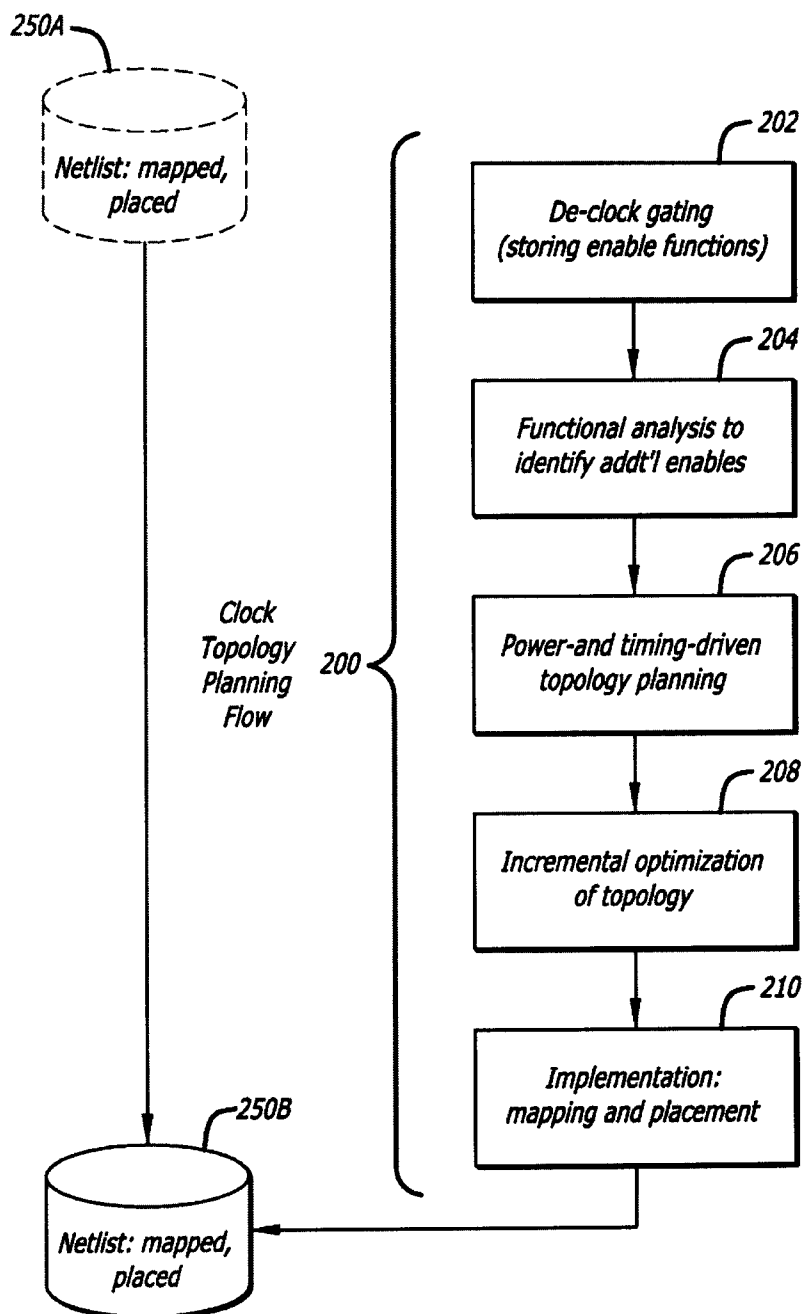 250A
Netlist: mapped,
placed
202
De-clock gating
(storing enable functions)
204
Functional analysis to
identify addt'l enables
206
Power-and timing-driven
topology planning
Clock
Topology
Planning
Flow
200
208
Incremental optimization
of topology
210
Implementation:
mapping and placement
250B
Netlist: mapped,
placed